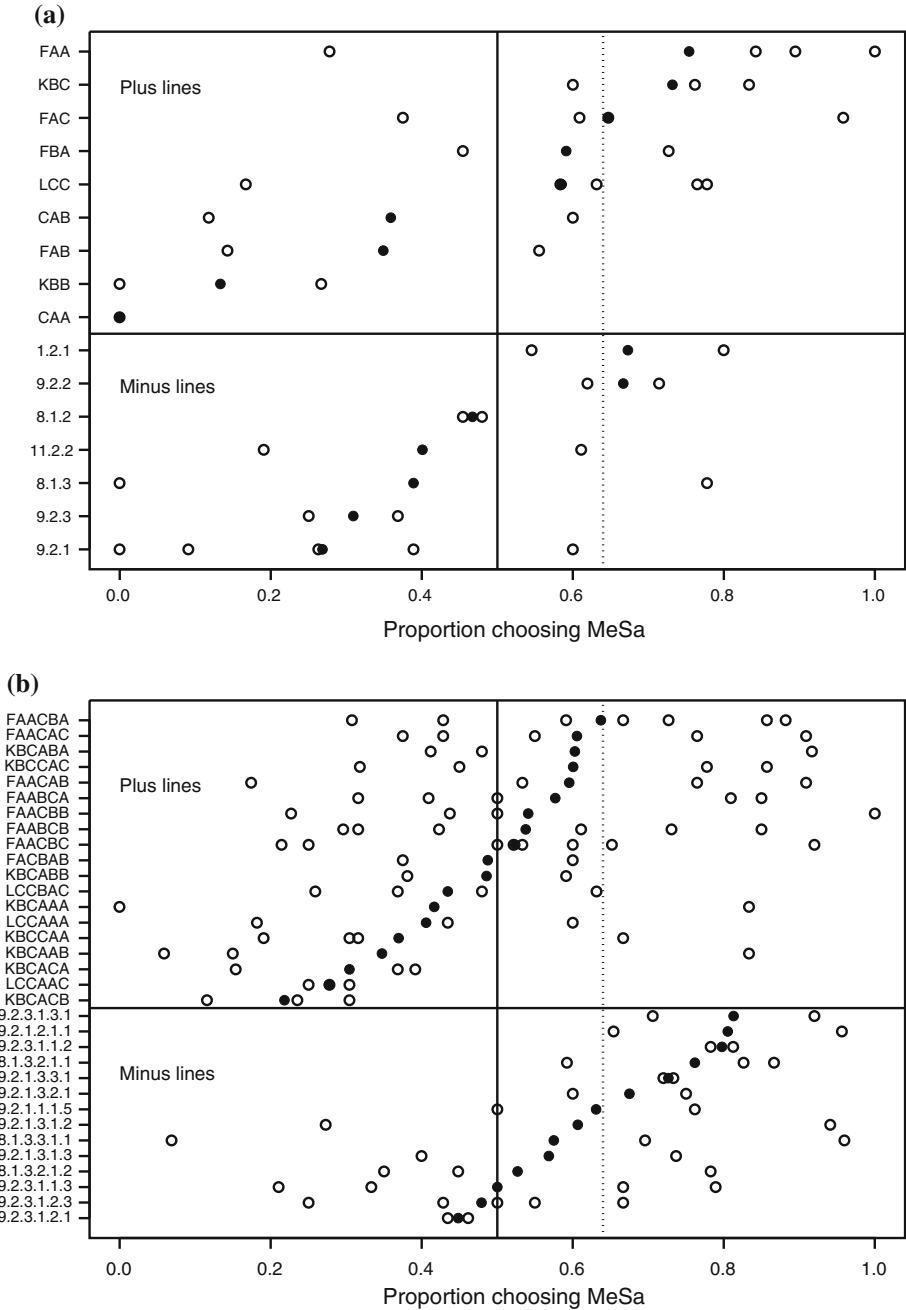 (a)
FAA
KBC
Plus lines
FAC
FBA
LCC
CAB
FAB
KBB
CAA
1.2.1
9.2.2
Minus lines
8.1.2
11.2.2
8.1.3
9.2.3
9.2.1
0.0 0.2 0.4 0.6 0.8 1.0
Proportion choosing MeSa
(b)
FAACBA
FAACAC
KBCABA
KBCCAC
FAACAB
Plus lines
FAABCA
FAACBB
FAABCB
FAACBC
FACBAB
KBCABB
LCCBAC
KBCAAA
LCCAAA
KBCCAA
KBCAAB
KBCACA
LCCAAC
KBCACB
9.2.3.1.3.1
9.2.1.2.1.1
9.2.3.1.1.2
8.1.3.2.1.1
Minus lines
9.2.1.3.3.1
9.2.1.3.2.1
9.2.1.1.1.5
9.2.1.3.1.2
8.1.3.3.1.1
9.2.1.3.1.3
8.1.3.2.1.2
9.2.3.1.1.3
9.2.3.1.2.3
9.2.3.1.2.1
0.0 0.2 0.4 0.6 0.8 1.0
Proportion choosing MeSa